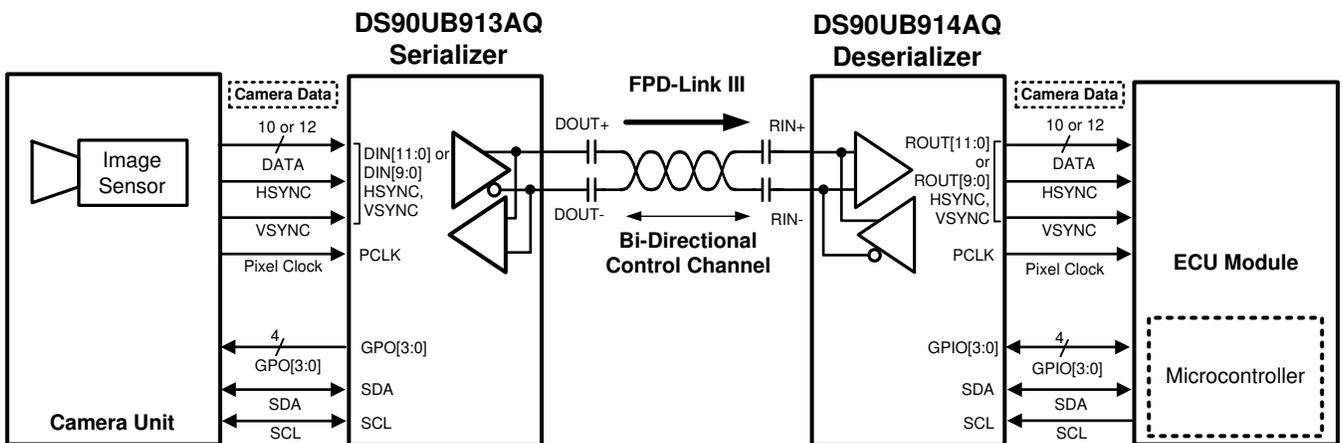 DS90UB913AQ
Serializer
DS90UB914AQ
Deserializer
Camera Data
FPD-Link III
Camera Data
Image
Sensor
10 or 12
DATA
HSYNC
VSYNC
Pixel Clock
DIN[11:0] or
DIN[9:0]
HSYNC,
VSYNC
PCLK
DOUT+
DOUT-
RIN+
RIN-
Bi-Directional
Control Channel
ROUT[11:0]
or
ROUT[9:0]
HSYNC,
VSYNC
PCLK
10 or 12
DATA
HSYNC
VSYNC
Pixel Clock
ECU Module
4
GPO[3:0]
SDA
SCL
GPO[3:0]
SDA
SCL
GPIO[3:0]
SDA
SCL
4
GPIO[3:0]
SDA
SCL
Microcontroller
Camera Unit